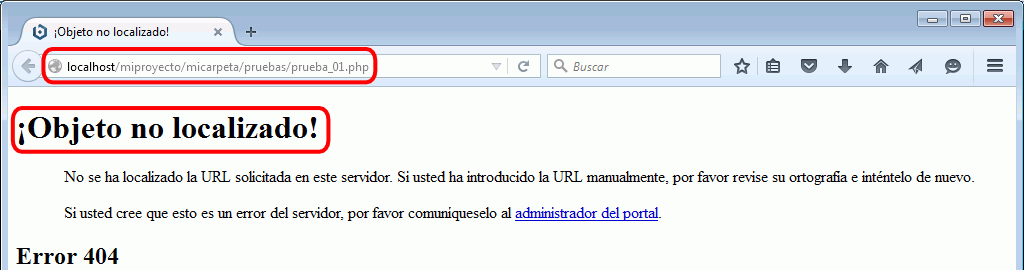 ¡Objeto no localizado!
localhost/miproyecto/micarpeta/pruebas/prueba_01.php
Buscar
¡Objeto no localizado!
No se ha localizado la URL solicitada en este servidor. Si usted ha introducido la URL manualmente, por favor revise su ortografía e inténtelo de nuevo.
Si usted cree que esto es un error del servidor, por favor comuníqueselo al administrador del portal.
Error 404